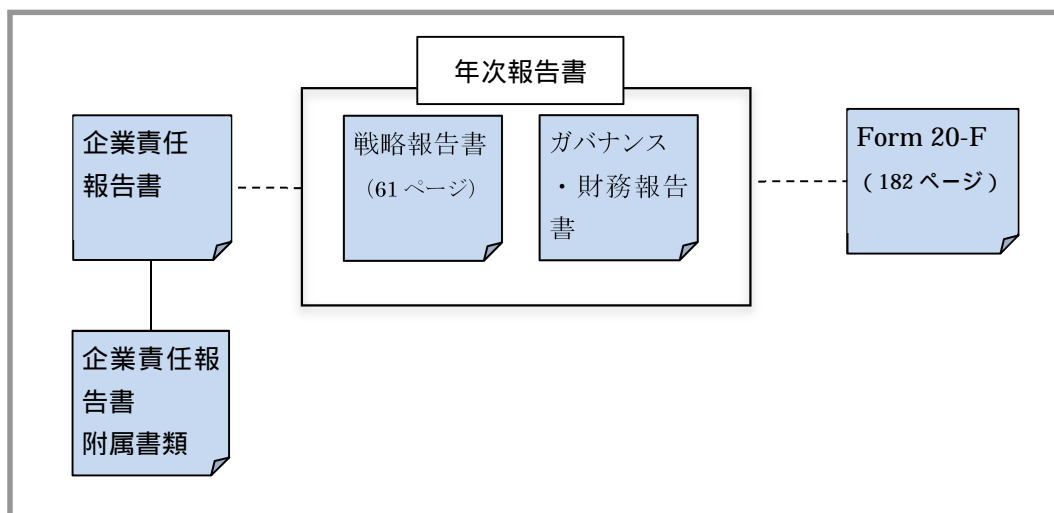 年次報告書
企業責任
報告書
戦略報告書
（61 ページ）
ガバナンス
・財務報告
書
Form 20-F
（182 ページ）
企業責任報
告書
附属書類